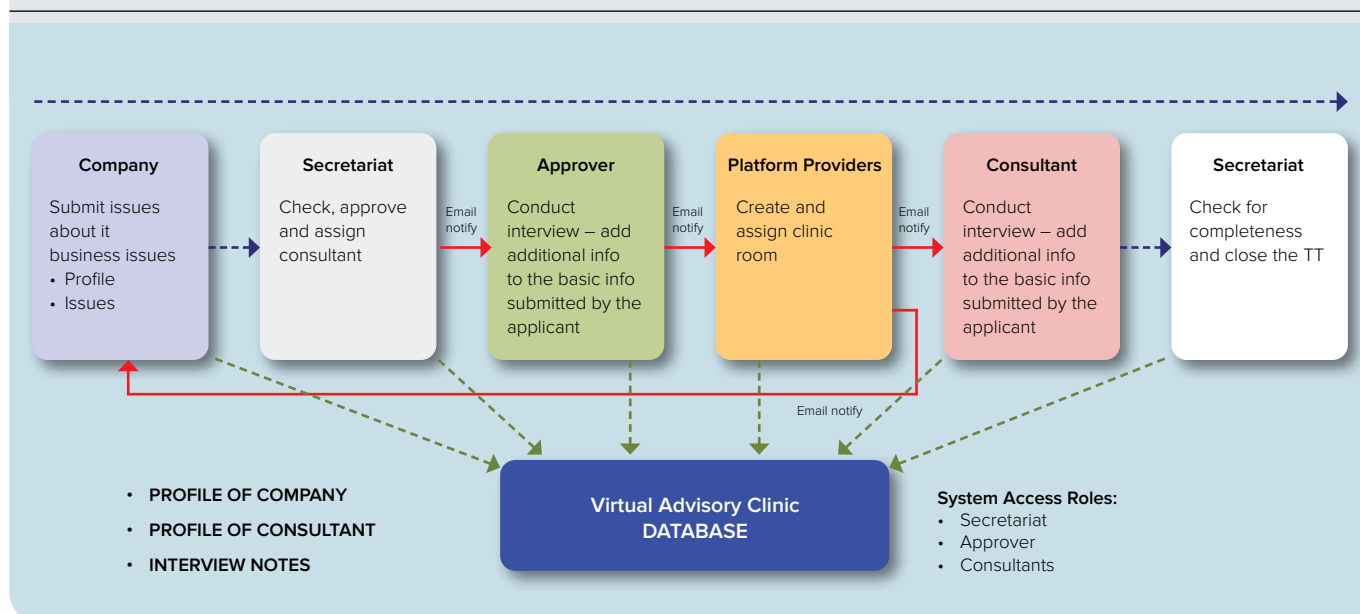 Company
Submit issues
about it
business issues
• Profile
• Issues
Secretariat
Check, approve
and assign
consultant
Email
notify
Approver
Conduct
interview – add
additional info
to the basic info
submitted by the
applicant
Email
notify
Platform Providers
Create and
assign clinic
room
Email
notify
Consultant
Conduct
interview – add
additional info
to the basic info
submitted by the
applicant
Secretariat
Check for
completeness
and close the TT
Email notify
• PROFILE OF COMPANY
• PROFILE OF CONSULTANT
• INTERVIEW NOTES
Virtual Advisory Clinic
DATABASE
System Access Roles:
• Secretariat
• Approver
• Consultants